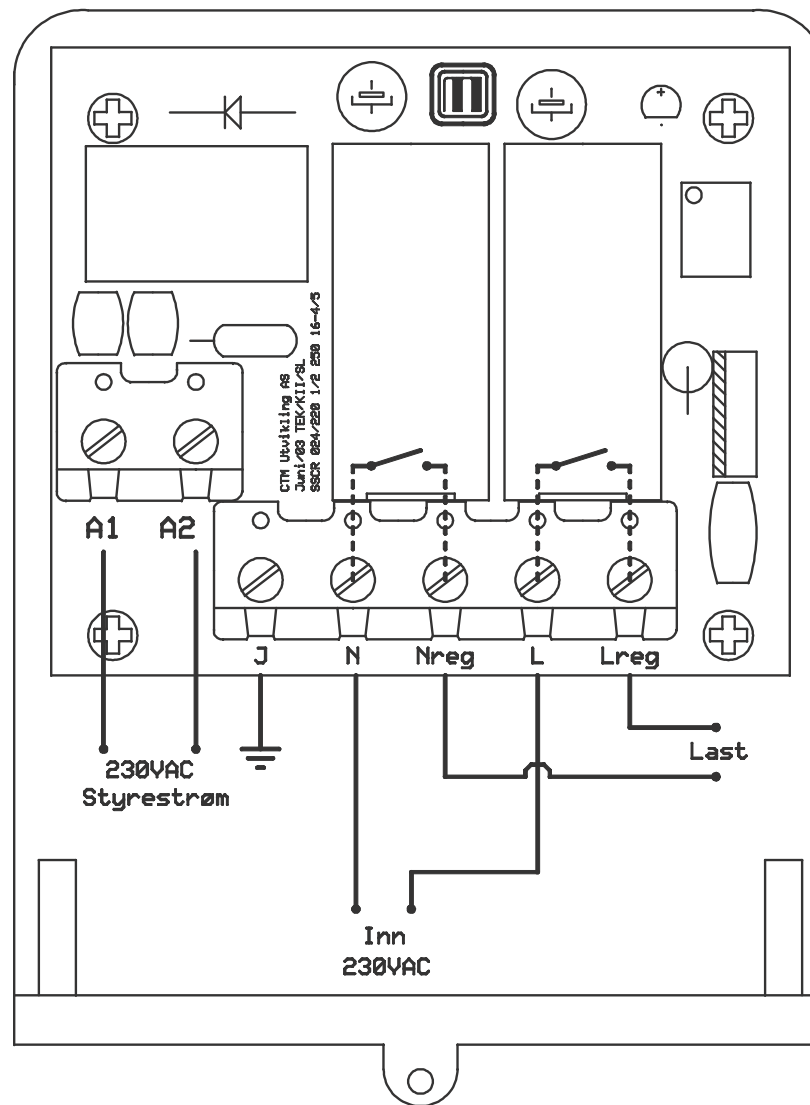 CTM Utvikling AS
Juni/03 TEK/KII/SL
SSCR 024/220 1/2 250 16-4/5
A1 A2
J N Nreg L Lreg
230VAC
Styrestrøm
Last
Inn
230VAC